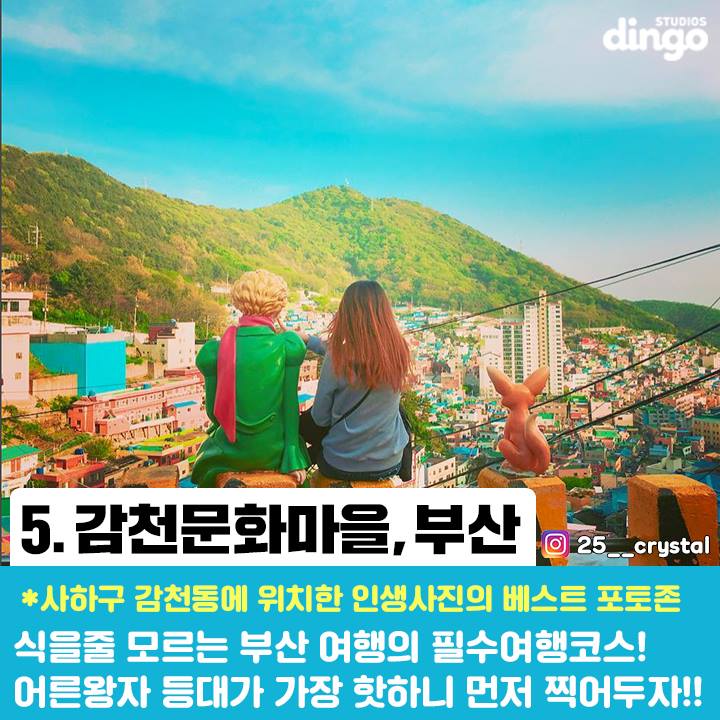 STUDIOS
dingo
5. 감천문화마을, 부산
25__crystal
*사하구 감천동에 위치한 인생사진의 베스트 포토존
식을줄 모르는 부산 여행의 필수여행코스!
어른왕자 등대가 가장 핫하니 먼저 찍어두자!!